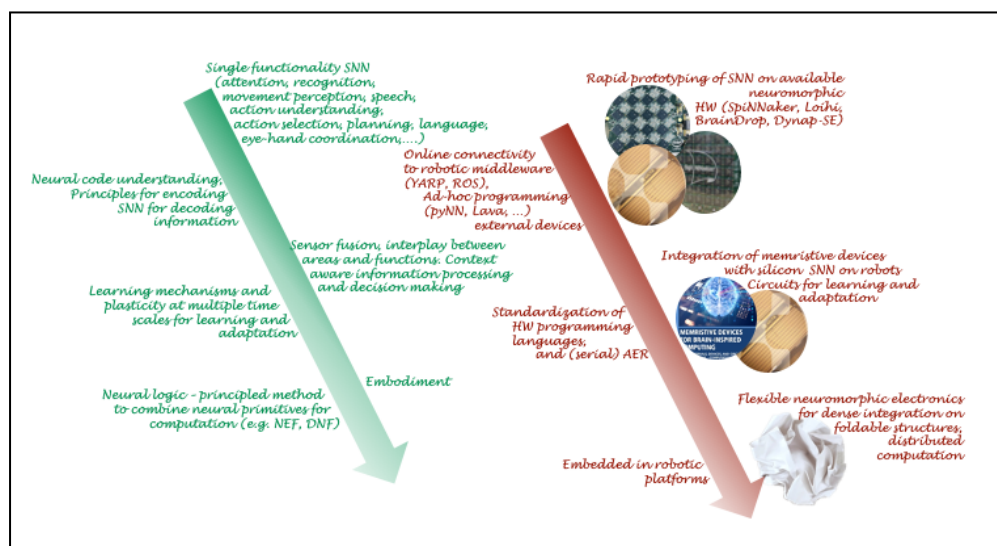 Single functionality SNN
(attention, recognition,
movement perception, speech,
action understanding,
action selection, planning, language,
eye-hand coordination,....)
Neural code understanding,
Principles for encoding
SNN for decoding
information
Sensor fusion, interplay between
areas and functions. Context
aware information processing
and decision making
Learning mechanisms and
plasticity at multiple time
scales for learning and
adaptation
Embodiment
Neural logic - principled method
to combine neural primitives for
computation (e.g. NEF, DNF)
Rapid prototyping of SNN on available
neuromorphic
HW (SpiNNaker, Loihi,
BrainDrop, Dynap-SE)
Online connectivity
to robotic middleware
(YARP, ROS),
Ad-hoc programming
(pyNN, Lava, ...)
external devices
Integration of memristive devices
with silicon SNN on robots
Circuits for learning and
adaptation
MEMRISTIVE DEVICES
FOR BRAIN-INSPIRED
COMPUTING
Standardization of
HW programming
languages,
and (serial) AER
Flexible neuromorphic electronics
for dense integration on
foldable structures,
distributed
computation
Embedded in robotic
platforms